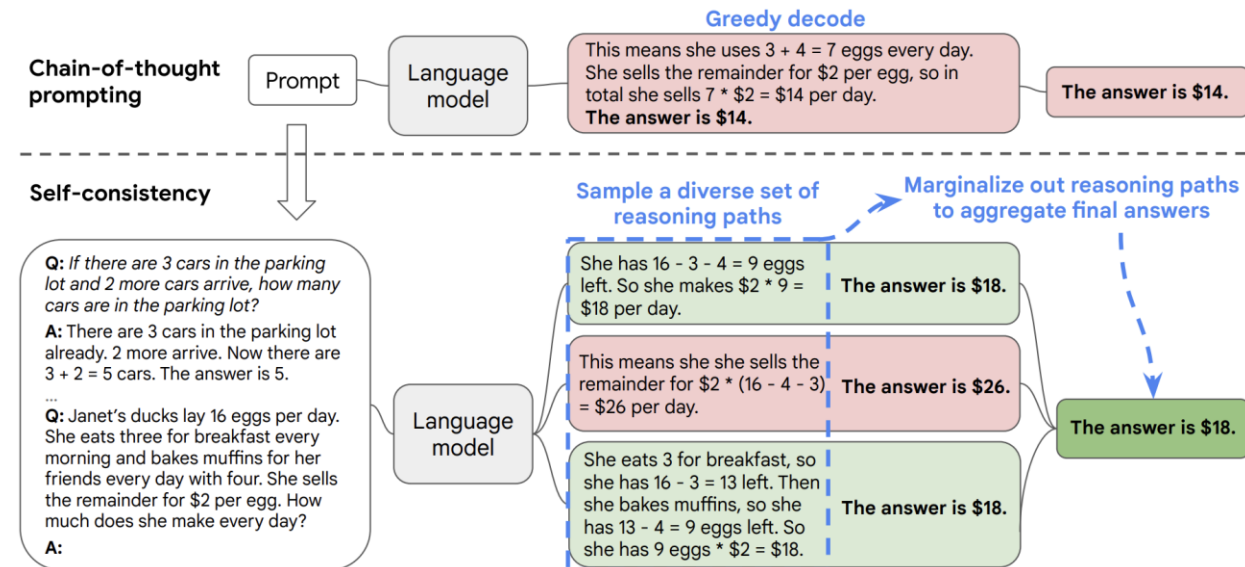 Greedy decode
Chain-of-thought
prompting
Prompt
Language
model
This means she uses 3 + 4 = 7 eggs every day.
She sells the remainder for $2 per egg, so in
total she sells 7 * $2 = $14 per day.
The answer is $14.
The answer is $14.
Self-consistency
Sample a diverse set of
reasoning paths
Marginalize out reasoning paths
to aggregate final answers
Q: If there are 3 cars in the parking
lot and 2 more cars arrive, how many
cars are in the parking lot?
A: There are 3 cars in the parking lot
already. 2 more arrive. Now there are
3 + 2 = 5 cars. The answer is 5.
...
Q: Janet's ducks lay 16 eggs per day.
She eats three for breakfast every
morning and bakes muffins for her
friends every day with four. She sells
the remainder for $2 per egg. How
much does she make every day?
A:
Language
model
She has 16 - 3 - 4 = 9 eggs
left. So she makes $2 * 9 =
$18 per day.
The answer is $18.
This means she she sells the
remainder for $2 * (16 - 4 - 3)
= $26 per day.
The answer is $26.
She eats 3 for breakfast, so
she has 16 - 3 = 13 left. Then
she bakes muffins, so she
has 13 - 4 = 9 eggs left. So
she has 9 eggs * $2 = $18.
The answer is $18.
The answer is $18.